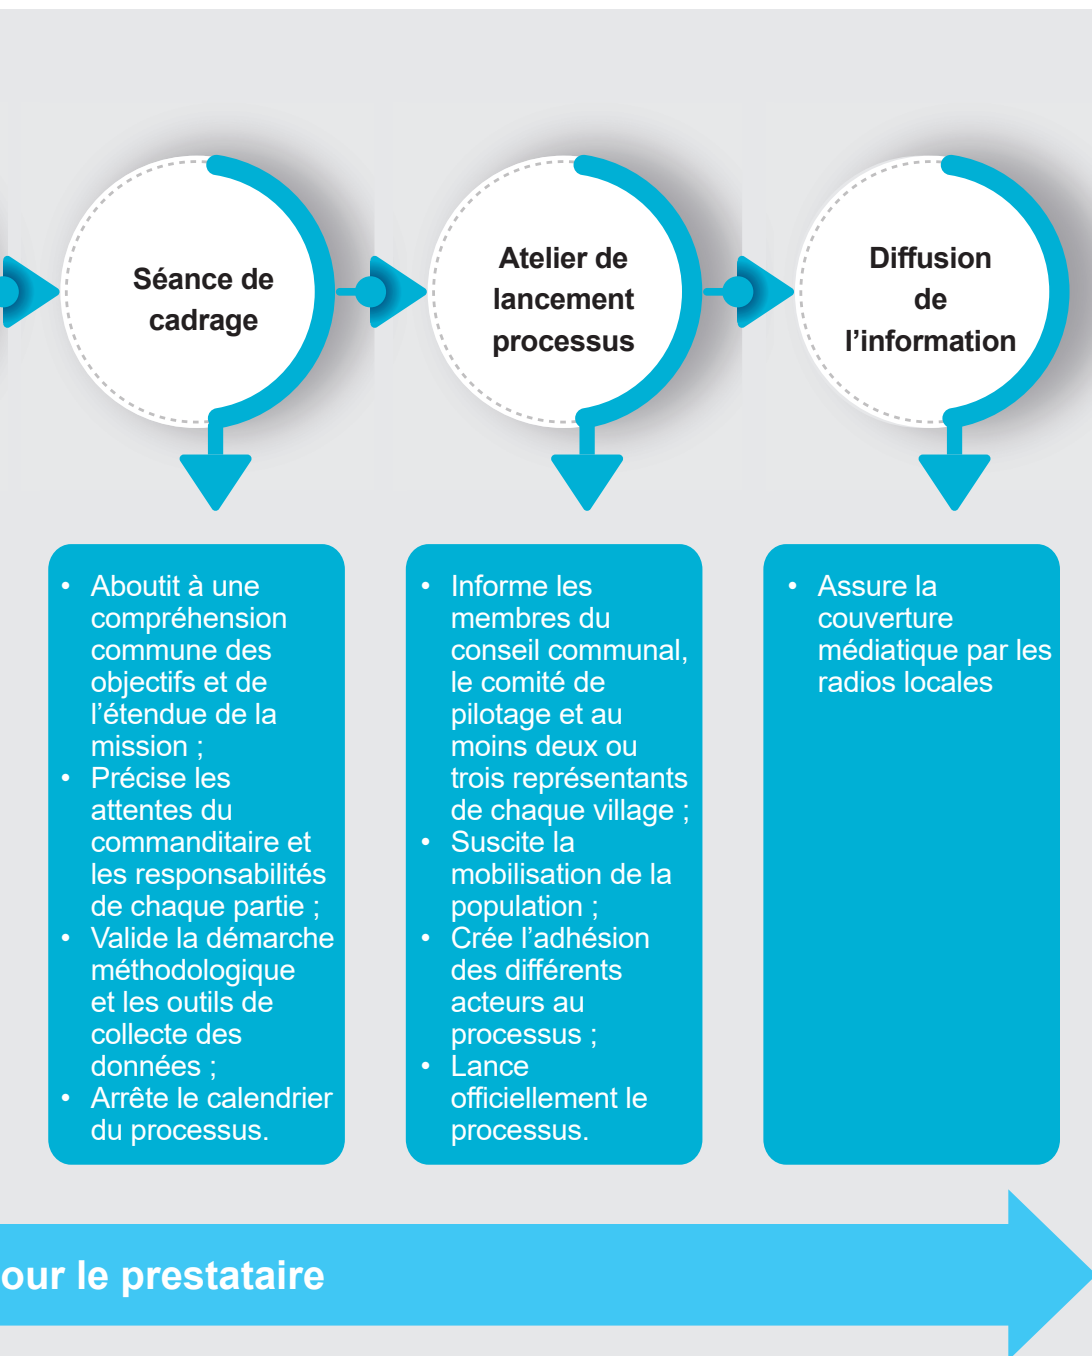 Séance de
cadrage
Atelier de
lancement
processus
Diffusion
de
l’information
• Aboutit à une
compréhension
commune des
objectifs et de
l’étendue de la
mission ;
• Précise les
attentes du
commanditaire et
les responsabilités
de chaque partie ;
• Valide la démarche
méthodologique
et les outils de
collecte des
données ;
• Arrête le calendrier
du processus.
• Informe les
membres du
conseil communal,
le comité de
pilotage et au
moins deux ou
trois représentants
de chaque village ;
• Suscite la
mobilisation de la
population ;
• Crée l’adhésion
des différents
acteurs au
processus ;
• Lance
officiellement le
processus.
• Assure la
couverture
médiatique par les
radios locales
our le prestataire